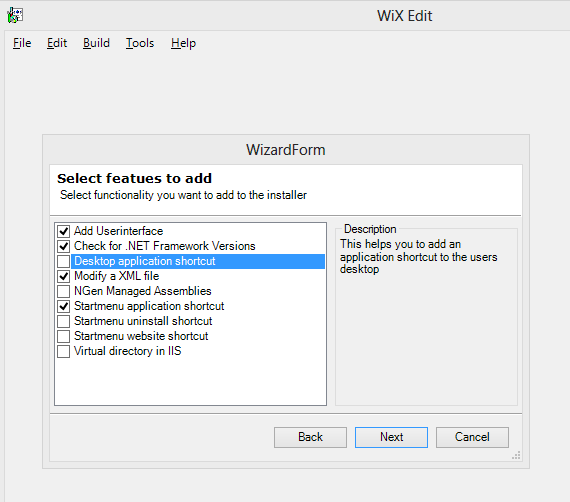 WiX Edit
File Edit Build Tools Help
WizardForm
Select featues to add
Select functionality you want to add to the installer
Add Userinterface
Check for .NET Framework Versions
Desktop application shortcut
Modify a XML file
NGen Managed Assemblies
Startmenu application shortcut
Startmenu uninstall shortcut
Startmenu website shortcut
Virtual directory in IIS
Description
This helps you to add an
application shortcut to the users
desktop
Back Next Cancel